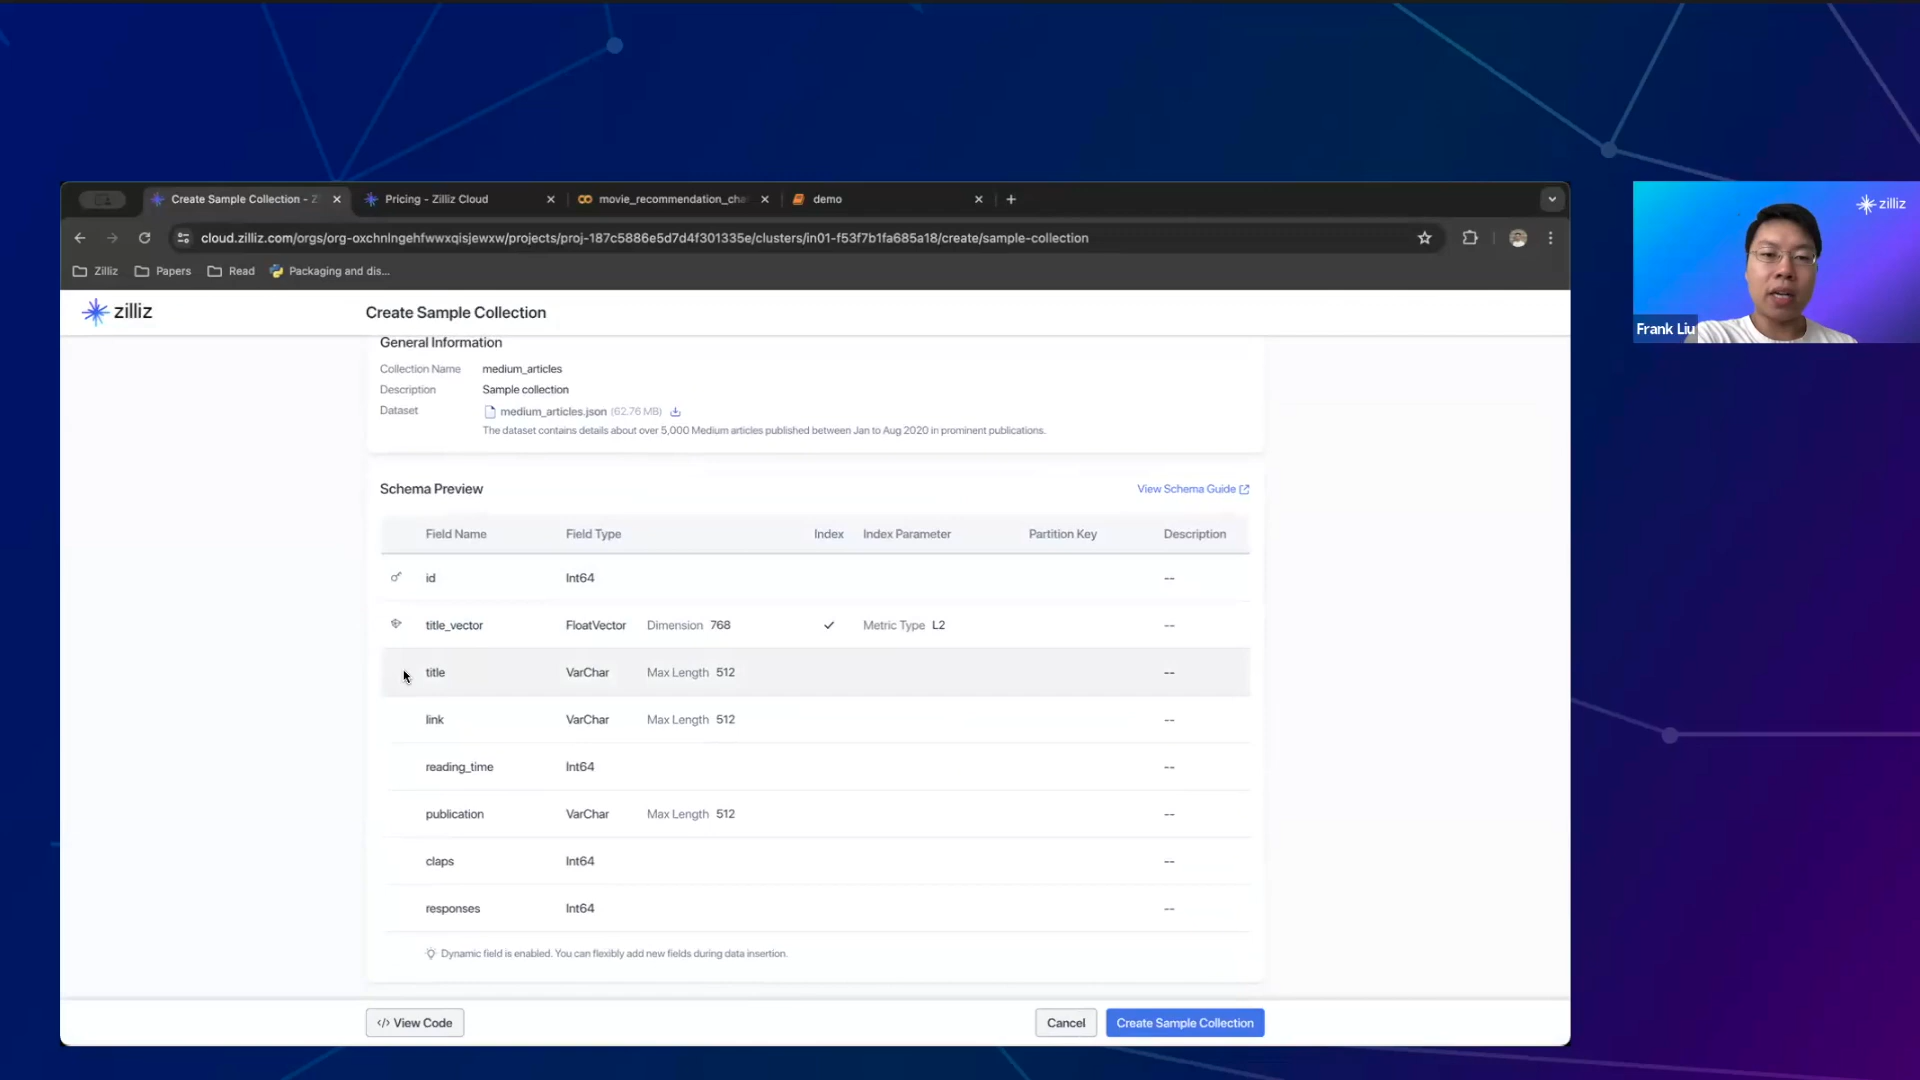 Create Sample Collection - Z
Pricing - Zilliz Cloud
movie_recommendation_cha
demo
cloud.zilliz.com/orgs/org-oxchnlngehfwwxqisjewxw/projects/proj-187c5886e5d7d4f301335e/clusters/in01-f53f7b1fa685a18/create/sample-collection
Zilliz Papers Read Packaging and dis...
zilliz
Create Sample Collection
General Information
Collection Name medium_articles
Description Sample collection
Dataset medium_articles.json (62.76 MB)
The dataset contains details about over 5,000 Medium articles published between Jan to Aug 2020 in prominent publications.
Schema Preview View Schema Guide
Field Name Field Type Index Index Parameter Partition Key Description
id Int64 --
title_vector FloatVector Dimension 768 ✓ Metric Type L2 --
title VarChar Max Length 512 --
link VarChar Max Length 512 --
reading_time Int64 --
publication VarChar Max Length 512 --
claps Int64 --
responses Int64 --
Dynamic field is enabled. You can flexibly add new fields during data insertion.
</> View Code Cancel Create Sample Collection
zilliz
Frank Liu